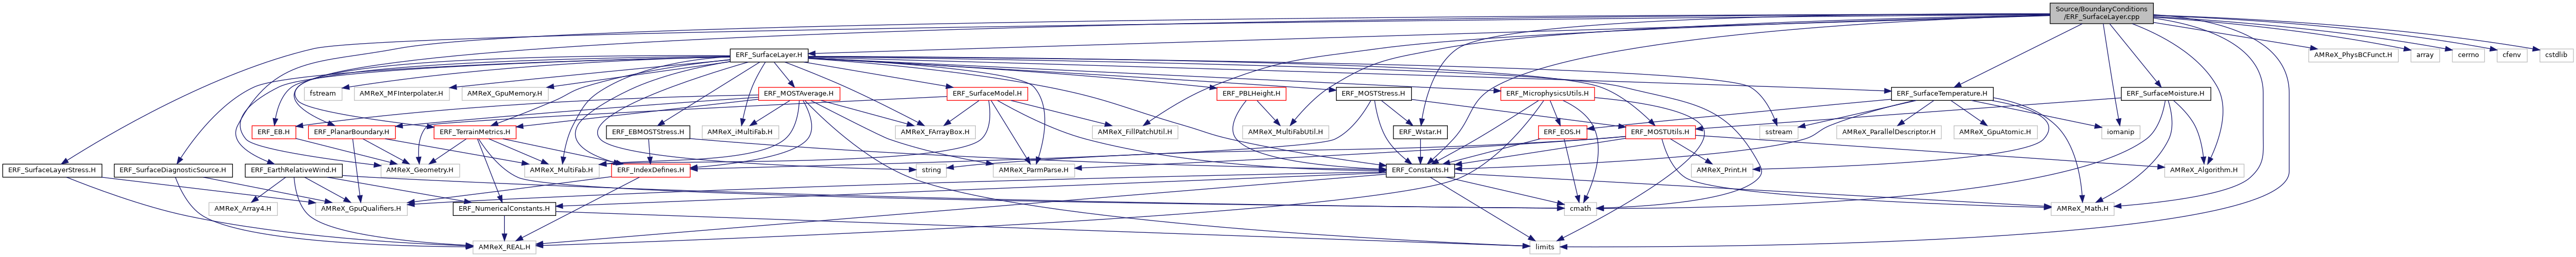 Source/BoundaryConditions
/ERF_SurfaceLayer.cpp
ERF_SurfaceLayer.H
AMReX_PhysBCFunct.H
array
cerrno
cfenv
cstdlib
fstream
AMReX_MFInterpolater.H
AMReX_GpuMemory.H
ERF_MOSTAverage.H
ERF_SurfaceModel.H
ERF_PBLHeight.H
ERF_MOSTStress.H
ERF_MicrophysicsUtils.H
ERF_SurfaceTemperature.H
ERF_SurfaceMoisture.H
ERF_EB.H
ERF_PlanarBoundary.H
ERF_TerrainMetrics.H
ERF_EBMOSTStress.H
AMReX_iMultiFab.H
AMReX_FArrayBox.H
AMReX_FillPatchUtil.H
AMReX_MultiFabUtil.H
ERF_Wstar.H
ERF_EOS.H
ERF_MOSTUtils.H
sstream
AMReX_ParallelDescriptor.H
AMReX_GpuAtomic.H
iomanip
ERF_SurfaceLayerStress.H
ERF_SurfaceDiagnosticSource.H
ERF_EarthRelativeWind.H
AMReX_Geometry.H
AMReX_MultiFab.H
ERF_IndexDefines.H
string
AMReX_ParmParse.H
ERF_Constants.H
AMReX_Print.H
AMReX_Algorithm.H
AMReX_Array4.H
AMReX_GpuQualifiers.H
ERF_NumericalConstants.H
cmath
AMReX_Math.H
AMReX_REAL.H
limits